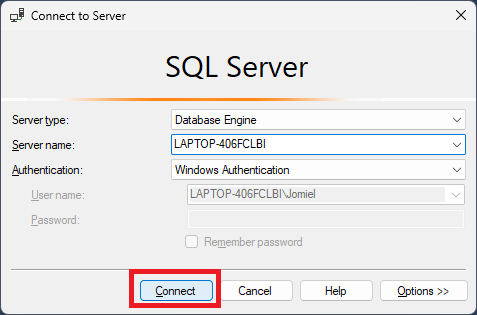 Connect to Server
SQL Server
Server type: Database Engine
Server name: LAPTOP-406FCLBI
Authentication: Windows Authentication
User name: LAPTOP-406FCLBI\Jomiel
Password:
Remember password
Connect Cancel Help Options >>